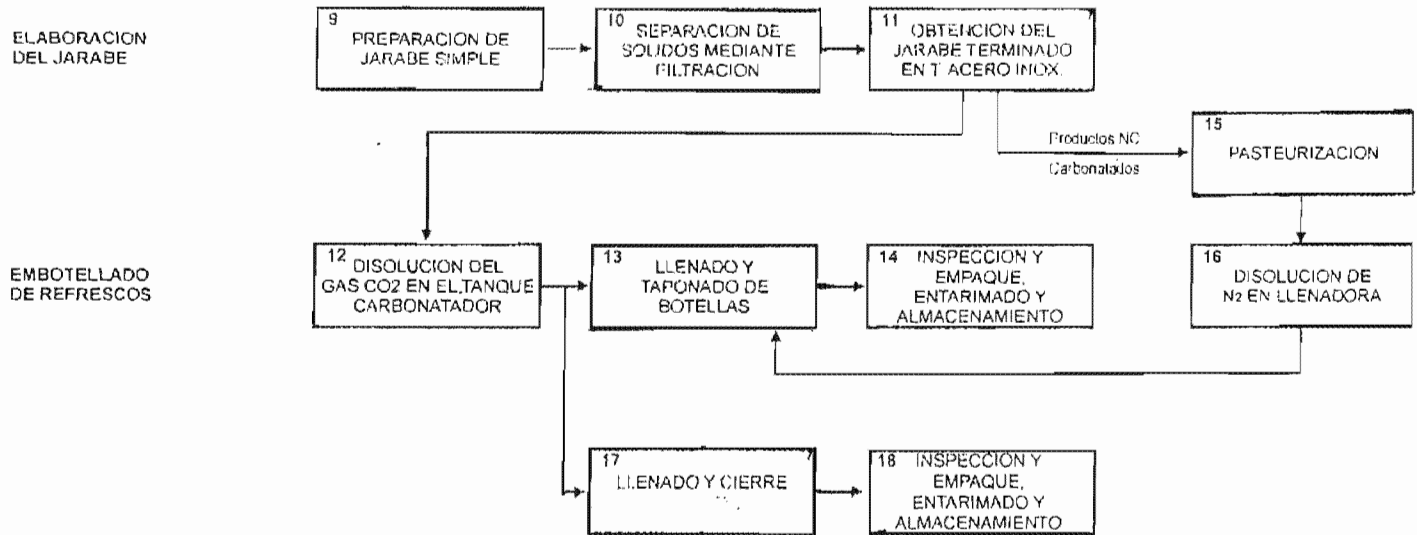 ELABORACION
DEL JARABE
9
PREPARACION DE
JARABE SIMPLE
10
SEPARACION DE
SOLIDOS MEDIANTE
FILTRACION
11
OBTENCION DEL
JARABE TERMINADO
EN T ACERO INOX.
Productos NC
Carbonatados
15
PASTEURIZACION
EMBOTELLADO
DE REFRESCOS
12
DISOLUCION DEL
GAS CO2 EN EL TANQUE
CARBONATADOR
13
LLENADO Y
TAPONADO DE
BOTELLAS
14
INSPECCION Y
EMPAQUE,
ENTARIMADO Y
ALMACENAMIENTO
16
DISOLUCION DE
N2 EN LLENADORA
17
LLENADO Y CIERRE
18
INSPECCION Y
EMPAQUE,
ENTARIMADO Y
ALMACENAMIENTO